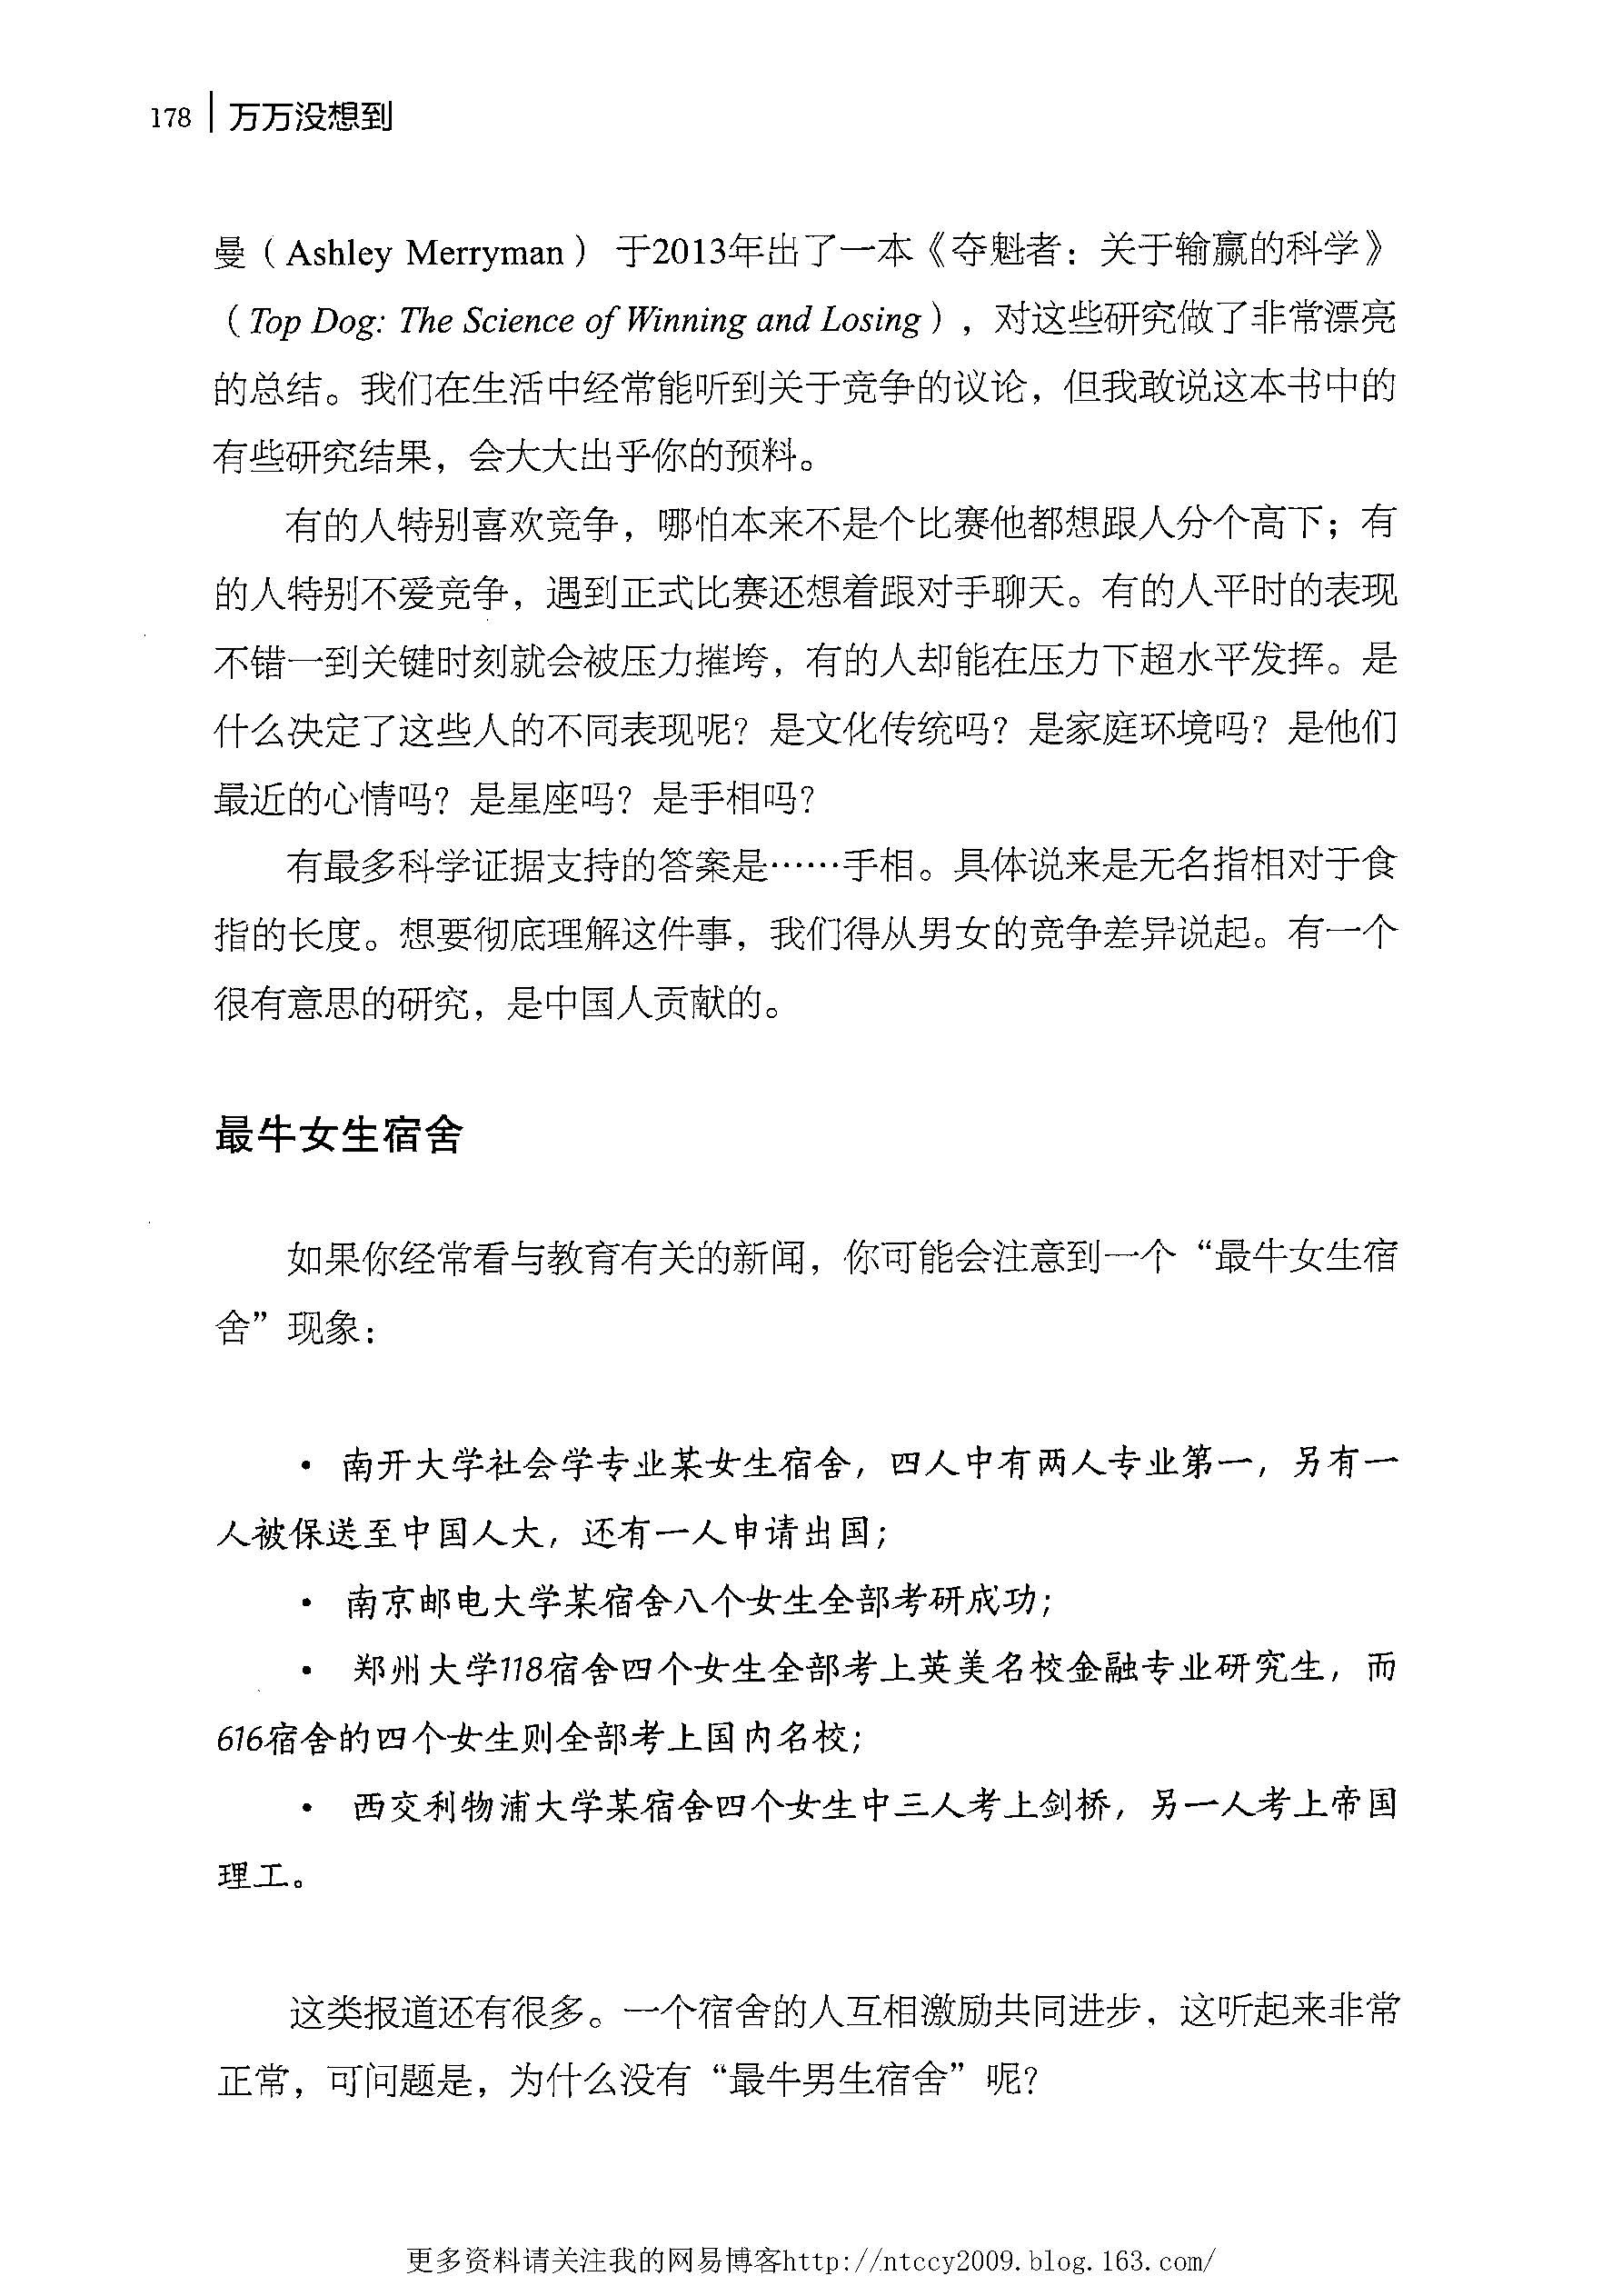 178 万万没想到
曼（Ashley Merryman） 于2013年出了一本《夺魁者：关于输赢的科学》
（Top Dog: The Science of Winning and Losing），对这些研究做了非常漂亮
的总结。我们在生活中经常能听到关于竞争的议论，但我敢说这本书中的
有些研究结果，会大大出乎你的预料。
有的人特别喜欢竞争，哪怕本来不是个比赛他都想跟人分个高下；有
的人特别不爱竞争，遇到正式比赛还想着跟对手聊天。有的人平时的表现
不错一到关键时刻就会被压力摧垮，有的人却能在压力下超水平发挥。是
什么决定了这些人的不同表现呢？是文化传统吗？是家庭环境吗？是他们
最近的心情吗？是星座吗？是手相吗？
有最多科学证据支持的答案是……手相。具体说来是无名指相对于食
指的长度。想要彻底理解这件事，我们得从男女的竞争差异说起。有一个
很有意思的研究，是中国人贡献的。
最牛女生宿舍
如果你经常看与教育有关的新闻，你可能会注意到一个“最牛女生宿
舍”现象：
· 南开大学社会学专业某女生宿舍，四人中有两人专业第一，另有一
人被保送至中国人大，还有一人申请出国；
· 南京邮电大学某宿舍八个女生全部考研成功；
· 郑州大学118宿舍四个女生全部考上英美名校金融专业研究生，而
616宿舍的四个女生则全部考上国内名校；
· 西交利物浦大学某宿舍四个女生中三人考上剑桥，另一人考上帝国
理工。
这类报道还有很多。一个宿舍的人互相激励共同进步，这听起来非常
正常，可问题是，为什么没有“最牛男生宿舍”呢？
更多资料请关注我的网易博客http://ntccy2009.blog.163.com/